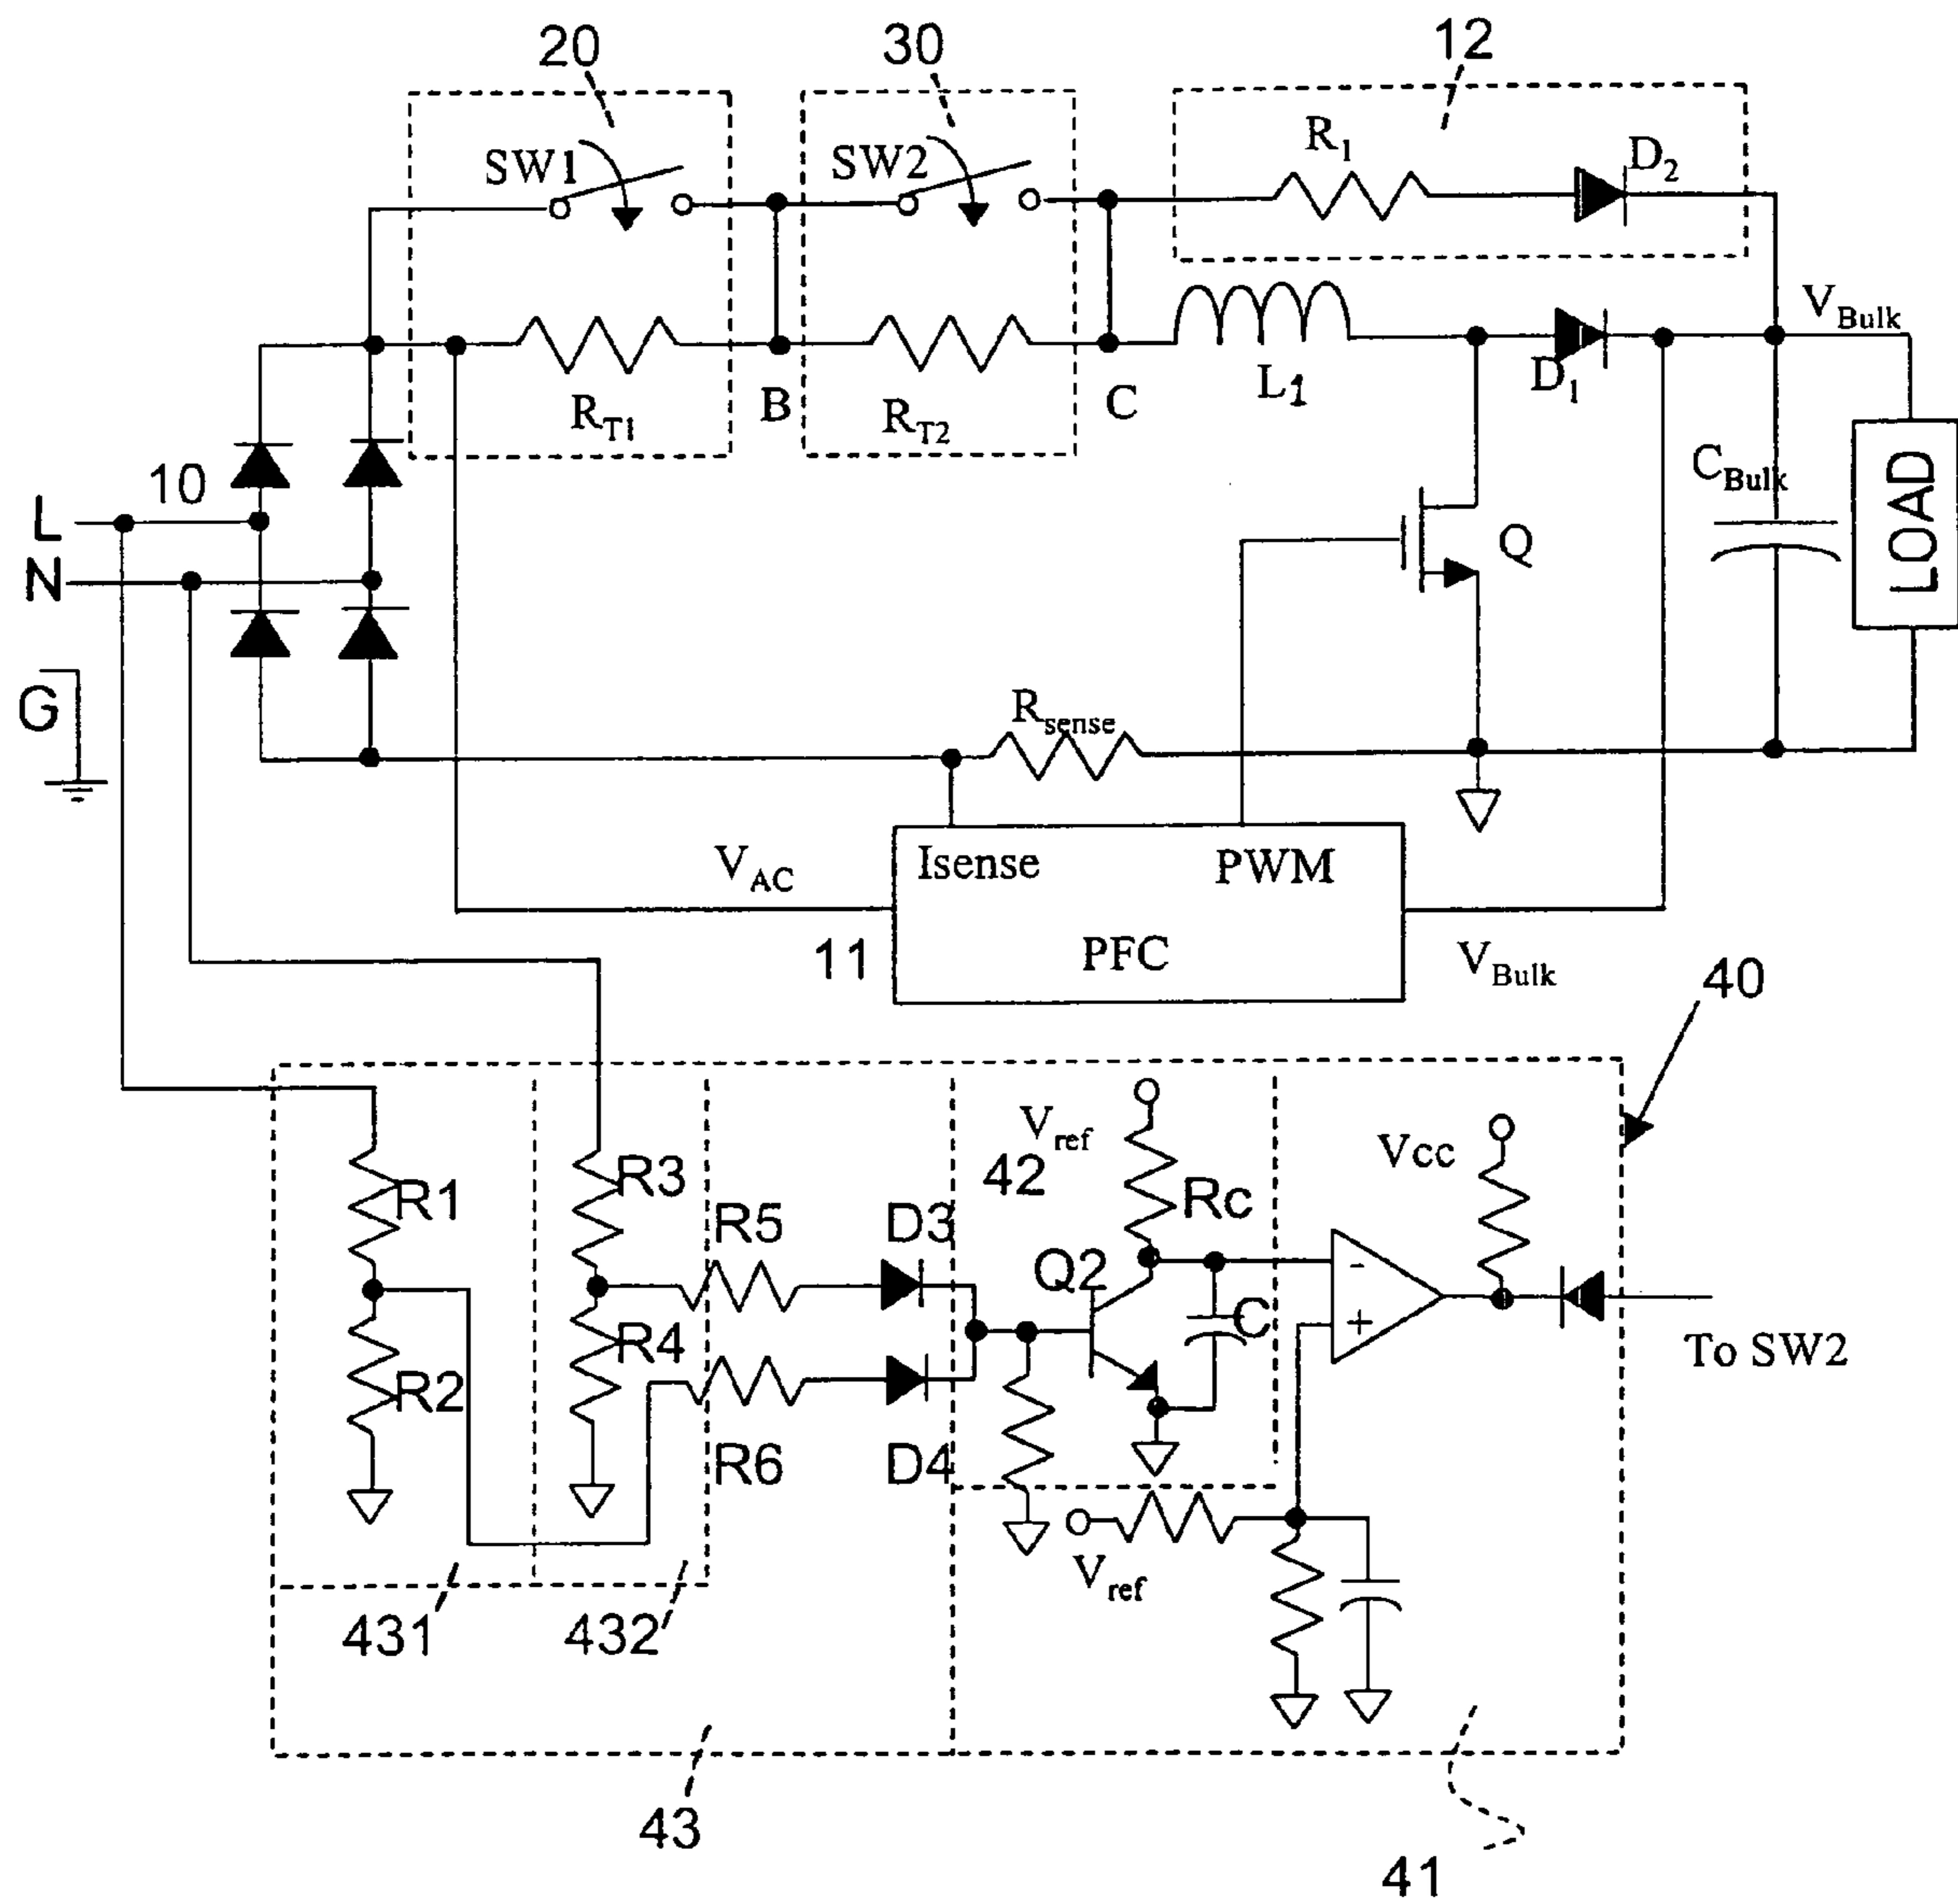 20
30
12
SW1
SW2
R1
D2
VBulk
RT1
B
RT2
C
L1
D1
10
L
N
G
CBulk
LOAD
Q
Rsense
VAC
Isense
PWM
PFC
11
VBulk
40
Vref
42
Vcc
R1
R3
R5
D3
Rc
Q2
-
+
C
R2
R4
R6
D4
To SW2
Vref
431
432
43
41